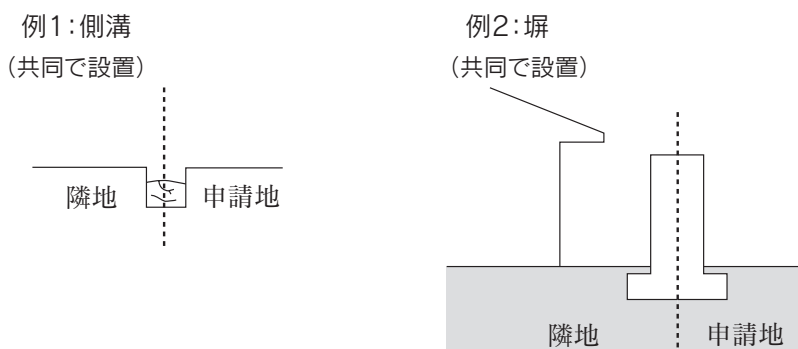 例1：側溝
（共同で設置）
隣地
申請地
例2：塀
（共同で設置）
隣地
申請地